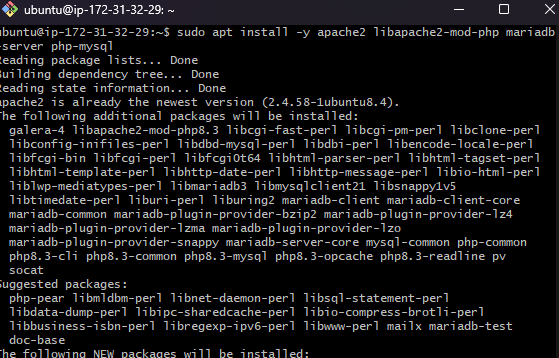 ubuntu@ip-172-31-32-29: ~
ubuntu@ip-172-31-32-29:~$ sudo apt install -y apache2 libapache2-mod-php mariadb
-server php-mysql
Reading package lists... Done
Building dependency tree... Done
Reading state information... Done
apache2 is already the newest version (2.4.58-1ubuntu8.4).
The following additional packages will be installed:
galera-4 libapache2-mod-php8.3 libcgi-fast-perl libcgi-pm-perl libclone-perl
libconfig-inifiles-perl libdbd-mysql-perl libdbi-perl libencode-locale-perl
libfcgi-bin libfcgi-perl libfcgi0t64 libhtml-parser-perl libhtml-tagset-perl
libhtml-template-perl libhttp-date-perl libhttp-message-perl libio-html-perl
liblwp-mediatypes-perl libmariadb3 libmysqlclient21 libsnappy1v5
libtimedate-perl liburi-perl liburing2 mariadb-client mariadb-client-core
mariadb-common mariadb-plugin-provider-bzip2 mariadb-plugin-provider-lz4
mariadb-plugin-provider-lzma mariadb-plugin-provider-lzo
mariadb-plugin-provider-snappy mariadb-server-core mysql-common php-common
php8.3-cli php8.3-common php8.3-mysql php8.3-opcache php8.3-readline pv
socat
Suggested packages:
php-pear libmldbm-perl libnet-daemon-perl libsql-statement-perl
libdata-dump-perl libipc-sharedcache-perl libio-compress-brotli-perl
libbusiness-isbn-perl libregexp-ipv6-perl libwww-perl mailx mariadb-test
doc-base
The following NEW packages will be installed: